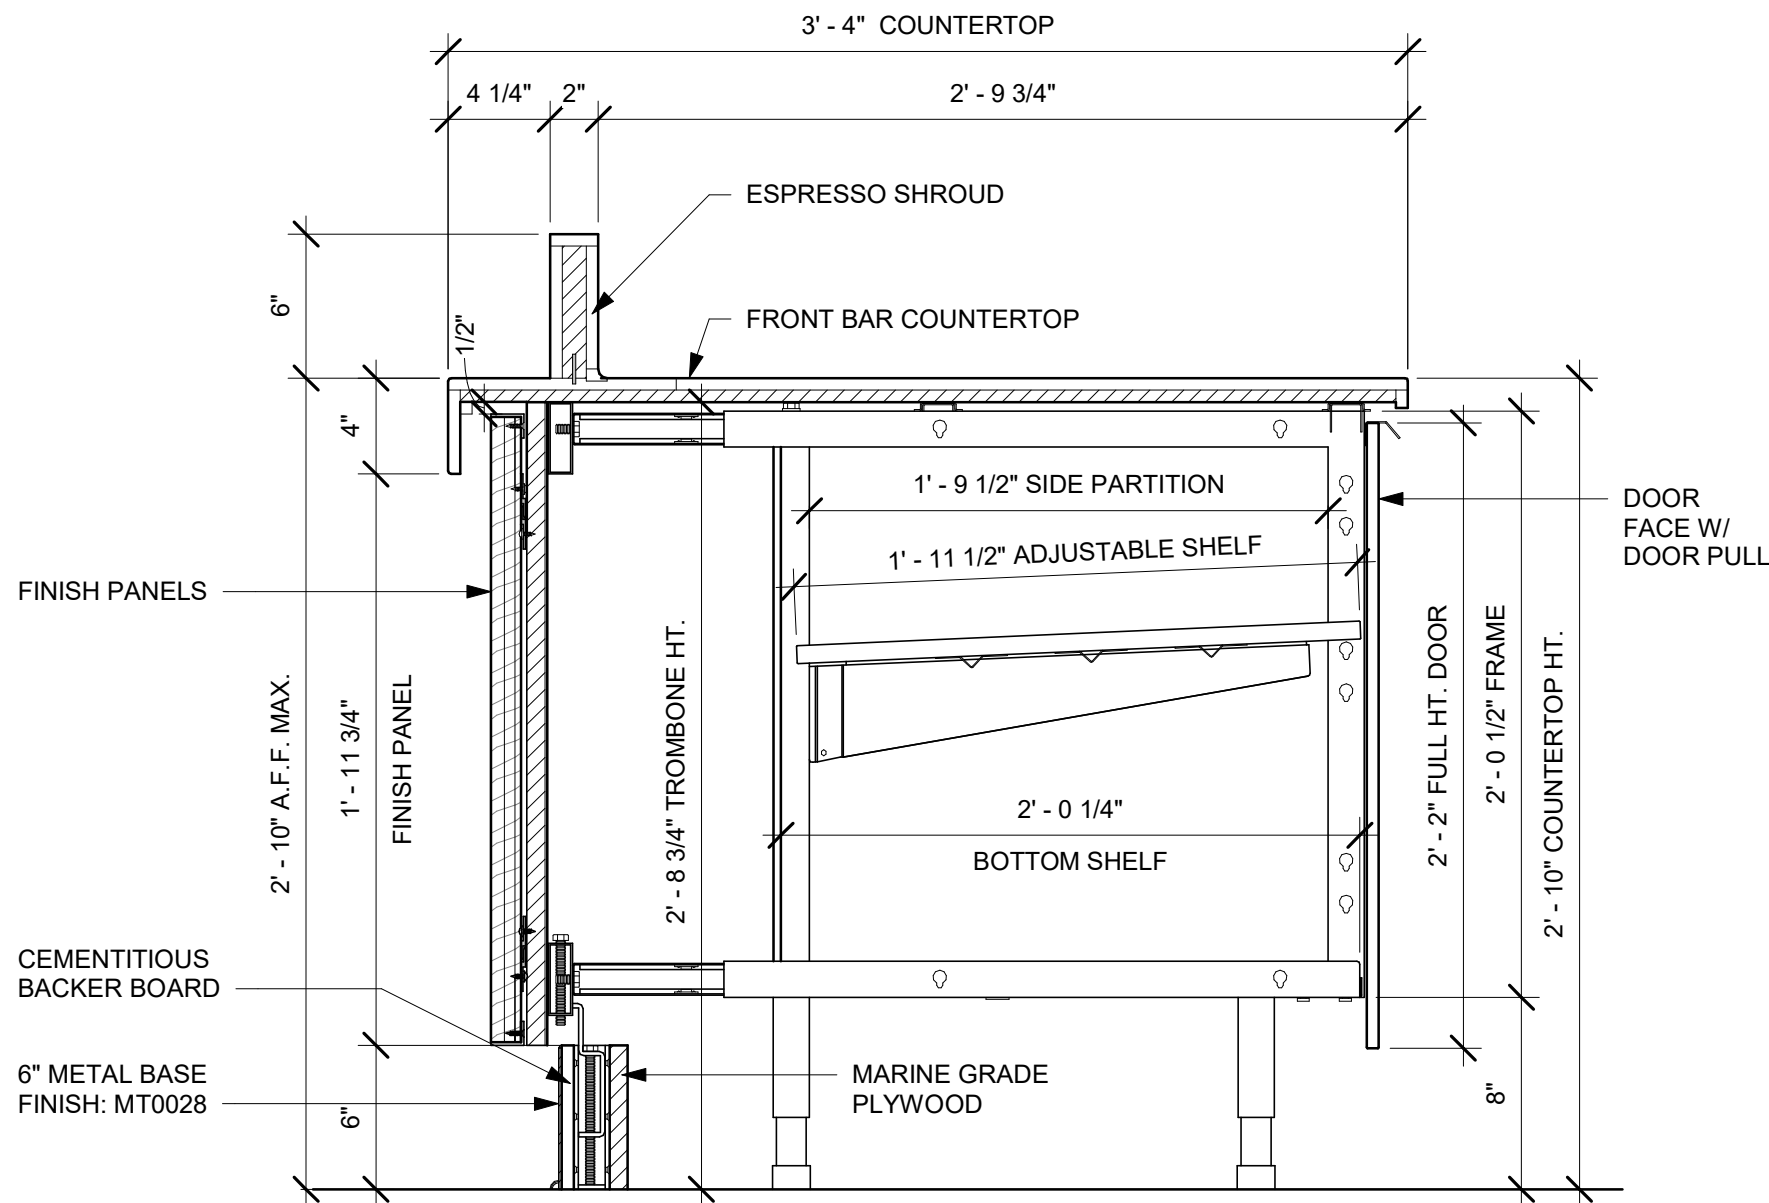 3' - 4" COUNTERTOP
4 1/4"
2"
2' - 9 3/4"
ESPRESSO SHROUD
6"
1/2"
FRONT BAR COUNTERTOP
4"
1' - 9 1/2" SIDE PARTITION
DOOR
FACE W/
DOOR PULL
1' - 11 1/2" ADJUSTABLE SHELF
FINISH PANELS
2' - 10" A.F.F. MAX.
1' - 11 3/4"
FINISH PANEL
2' - 8 3/4" TROMBONE HT.
2' - 2" FULL HT. DOOR
2' - 0 1/2" FRAME
2' - 10" COUNTERTOP HT.
2' - 0 1/4"
BOTTOM SHELF
CEMENTITIOUS
BACKER BOARD
6" METAL BASE
FINISH: MT0028
6"
MARINE GRADE
PLYWOOD
8"